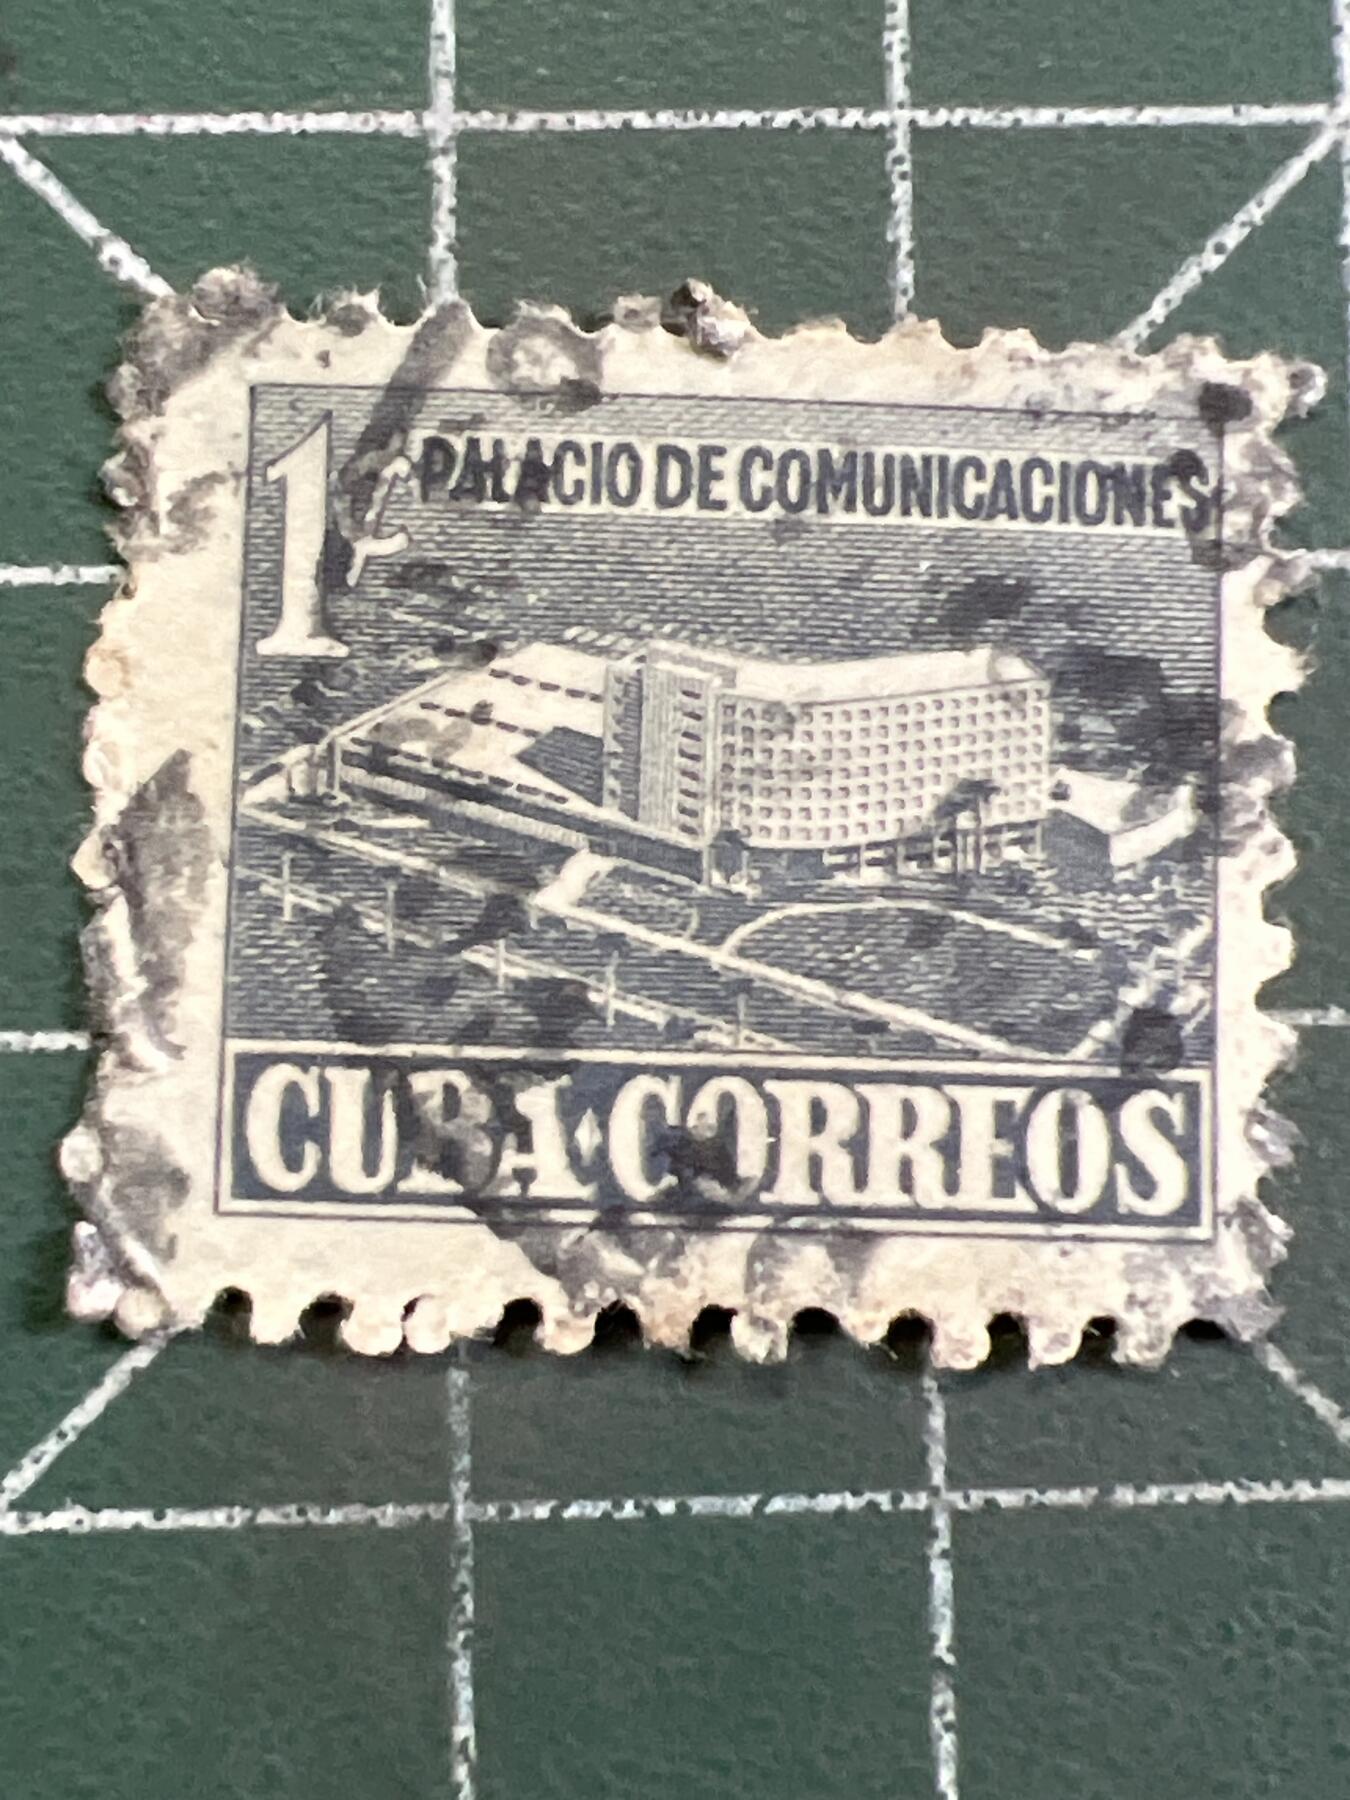 1¢ PALACIO DE COMUNICACIONES
CUBA·CORREOS